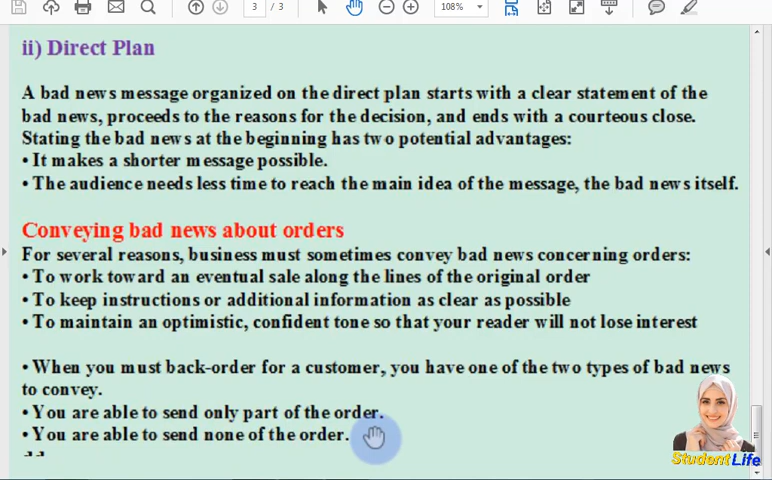 3 / 3
108%
ii) Direct Plan
A bad news message organized on the direct plan starts with a clear statement of the
bad news, proceeds to the reasons for the decision, and ends with a courteous close.
Stating the bad news at the beginning has two potential advantages:
• It makes a shorter message possible.
• The audience needs less time to reach the main idea of the message, the bad news itself.
Conveying bad news about orders
For several reasons, business must sometimes convey bad news concerning orders:
• To work toward an eventual sale along the lines of the original order
• To keep instructions or additional information as clear as possible
• To maintain an optimistic, confident tone so that your reader will not lose interest
• When you must back-order for a customer, you have one of the two types of bad news
to convey.
• You are able to send only part of the order.
• You are able to send none of the order.
Student Life